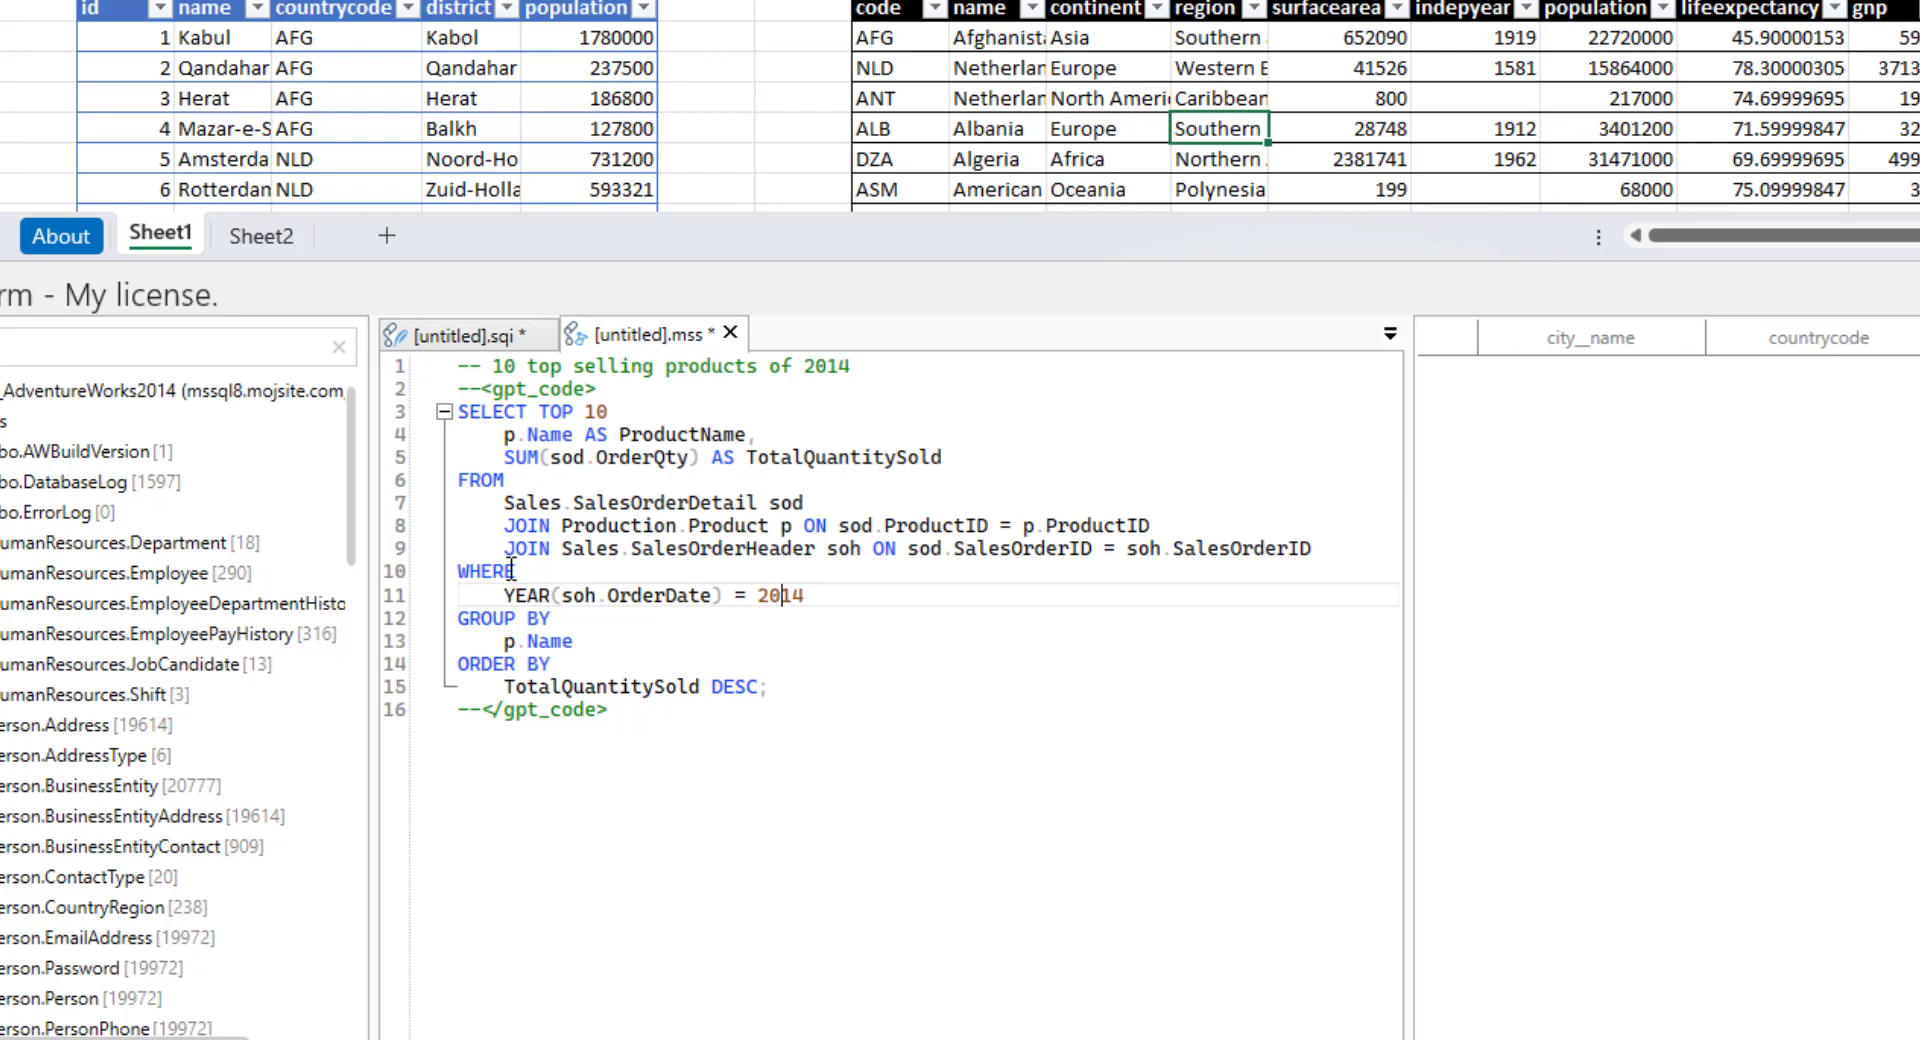 id name countrycode district population code name continent region surfacearea indepyear population lifeexpectancy gnp
1 Kabul AFG Kabol 1780000 AFG Afghanist Asia Southern 652090 1919 22720000 45.90000153 59
2 Qandahar AFG Qandahar 237500 NLD Netherlan Europe Western E 41526 1581 15864000 78.30000305 3713
3 Herat AFG Herat 186800 ANT Netherlan North Ameri Caribbean 800 217000 74.69999695 19
4 Mazar-e-S AFG Balkh 127800 ALB Albania Europe Southern 28748 1912 3401200 71.59999847 32
5 Amsterda NLD Noord-Ho 731200 DZA Algeria Africa Northern 2381741 1962 31471000 69.69999695 499
6 Rotterdan NLD Zuid-Holla 593321 ASM American Oceania Polynesia 199 68000 75.09999847 3
About Sheet1 Sheet2 +
rm - My license.
_AdventureWorks2014 (mssql8.mojsite.com,
s
bo.AWBuildVersion [1]
bo.DatabaseLog [1597]
bo.ErrorLog [0]
umanResources.Department [18]
umanResources.Employee [290]
umanResources.EmployeeDepartmentHisto
umanResources.EmployeePayHistory [316]
umanResources.JobCandidate [13]
umanResources.Shift [3]
erson.Address [19614]
erson.AddressType [6]
erson.BusinessEntity [20777]
erson.BusinessEntityAddress [19614]
erson.BusinessEntityContact [909]
erson.ContactType [20]
erson.CountryRegion [238]
erson.EmailAddress [19972]
erson.Password [19972]
erson.Person [19972]
erson.PersonPhone [19972]
[untitled].sqi * [untitled].mss *
1 -- 10 top selling products of 2014
2 --<gpt_code>
3 SELECT TOP 10
4 p.Name AS ProductName,
5 SUM(sod.OrderQty) AS TotalQuantitySold
6 FROM
7 Sales.SalesOrderDetail sod
8 JOIN Production.Product p ON sod.ProductID = p.ProductID
9 JOIN Sales.SalesOrderHeader soh ON sod.SalesOrderID = soh.SalesOrderID
10 WHERE
11 YEAR(soh.OrderDate) = 2014
12 GROUP BY
13 p.Name
14 ORDER BY
15 TotalQuantitySold DESC;
16 --</gpt_code>
city__name countrycode